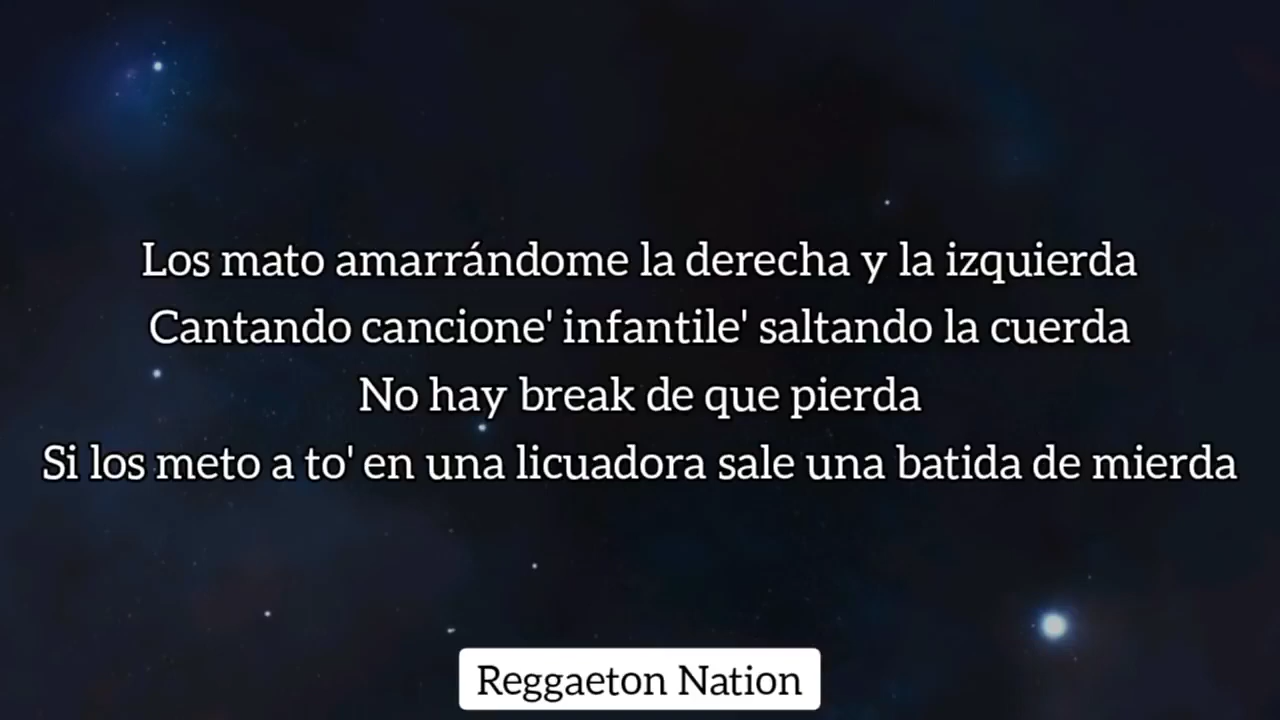 Los mato amarrándome la derecha y la izquierda
Cantando cancione' infantile' saltando la cuerda
No hay break de que pierda
Si los meto a to' en una licuadora sale una batida de mierda
Reggaeton Nation